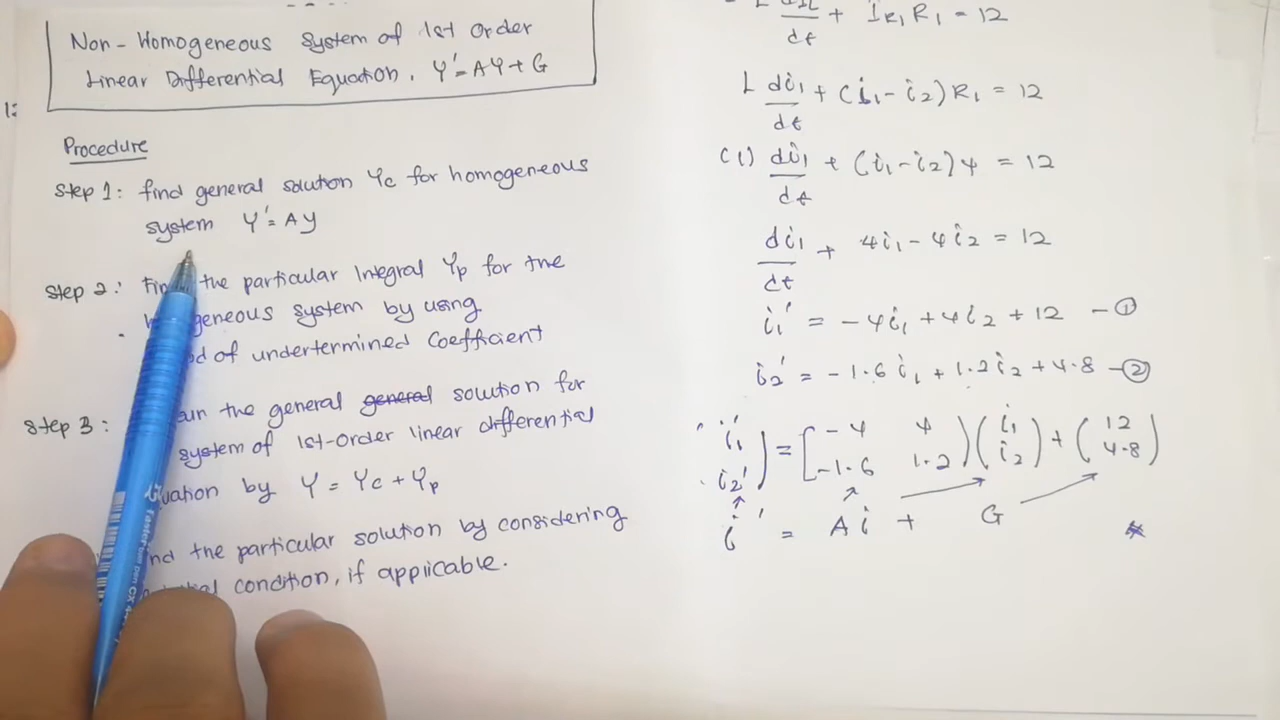 Non-Homogeneous System of 1st Order
Linear Differential Equation. Y' = AY + G
Procedure
Step 1: find general solution Yc for homogeneous
system Y' = AY
Step 2: the particular Integral Yp for the
geneous system by using
of undertermined Coefficient
Step 3: the general general solution for
system of 1st-order linear differential
by Y = Yc + Yp
the particular solution by considering
condition, if applicable.
+ IR1 R1 = 12
dt
L di1/dt + (i1 - i2) R1 = 12
C1) di1/dt + (i1 - i2) 4 = 12
di1/dt + 4i1 - 4i2 = 12
i1' = -4i1 + 4i2 + 12 - ①
i2' = -1.6 i1 + 1.2 i2 + 4.8 - ②
(i1' i2') = [-4 4 -1.6 1.2) (i1 i2) + (12 4.8)
i' = A i + G